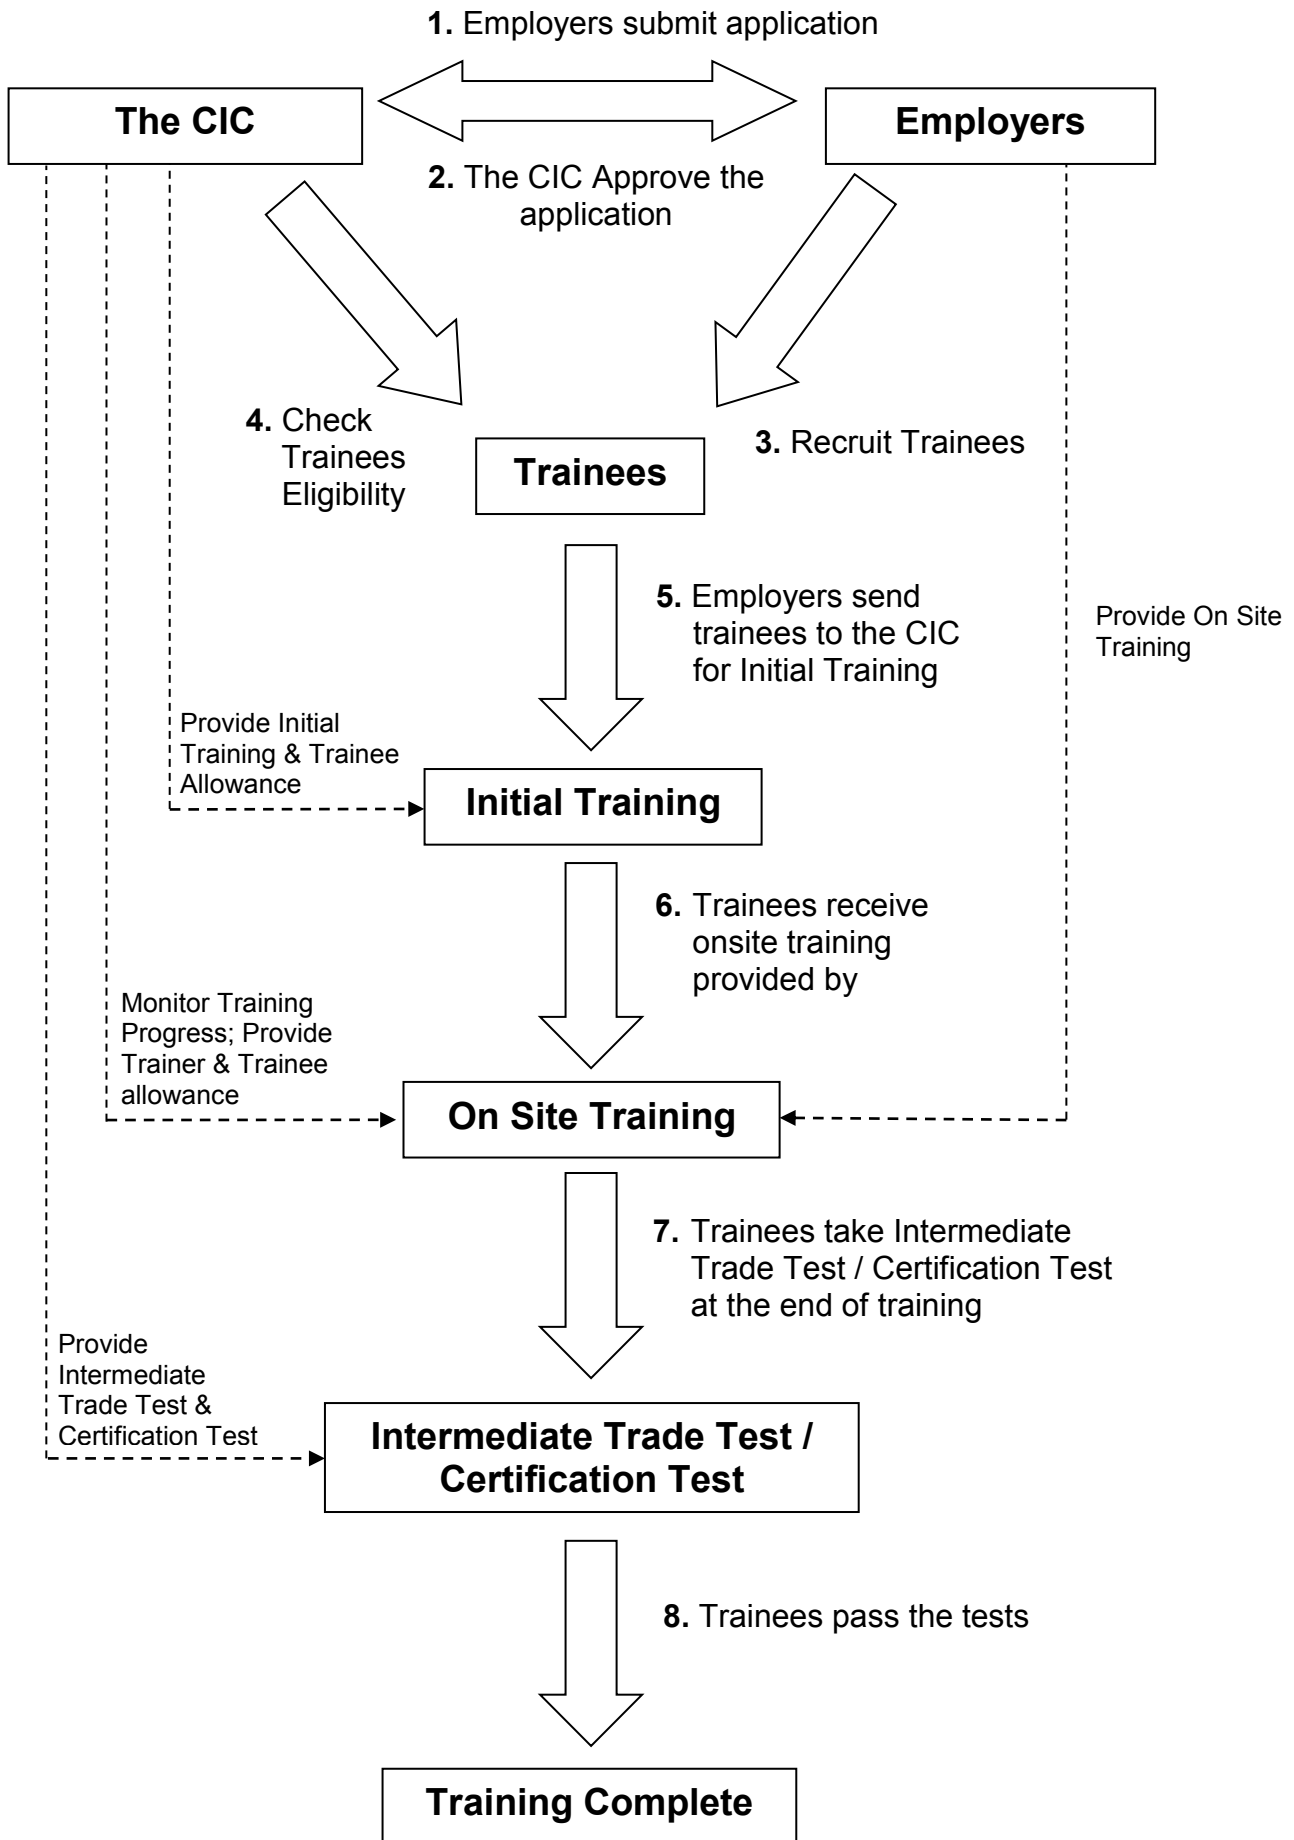 1. Employers submit application
The CIC
Employers
2. The CIC Approve the
application
4. Check
Trainees
Eligibility
3. Recruit Trainees
Trainees
5. Employers send
trainees to the CIC
for Initial Training
Provide On Site
Training
Provide Initial
Training & Trainee
Allowance
Initial Training
6. Trainees receive
onsite training
provided by
Monitor Training
Progress; Provide
Trainer & Trainee
allowance
On Site Training
7. Trainees take Intermediate
Trade Test / Certification Test
at the end of training
Provide
Intermediate
Trade Test &
Certification Test
Intermediate Trade Test /
Certification Test
8. Trainees pass the tests
Training Complete